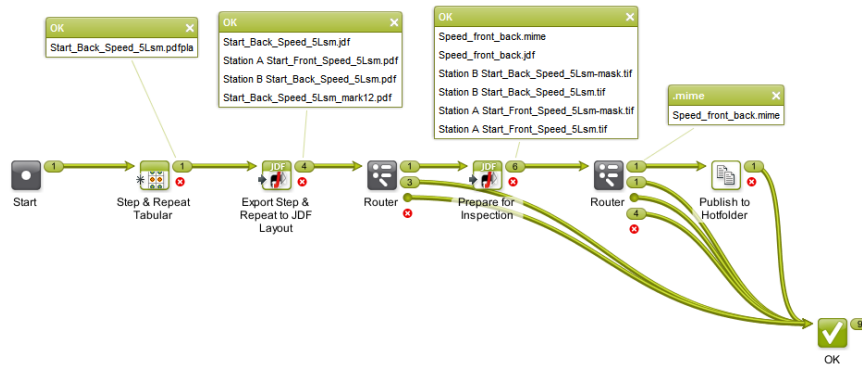 OK
Start_Back_Speed_5Lsm.pdfpla
OK
Start_Back_Speed_5Lsm.jdf
Station A Start_Front_Speed_5Lsm.pdf
Station B Start_Back_Speed_5Lsm.pdf
Start_Back_Speed_5Lsm_mark12.pdf
OK
Speed_front_back.mime
Speed_front_back.jdf
Station B Start_Back_Speed_5Lsm-mask.tif
Station B Start_Back_Speed_5Lsm.tif
Station A Start_Front_Speed_5Lsm-mask.tif
Station A Start_Front_Speed_5Lsm.tif
.mime
Speed_front_back.mime
1
Start
1
Step & Repeat
Tabular
JDF
4
Export Step &
Repeat to JDF
Layout
1
3
Router
JDF
6
Prepare for
Inspection
1
1
4
Router
1
Publish to
Hotfolder
9
OK